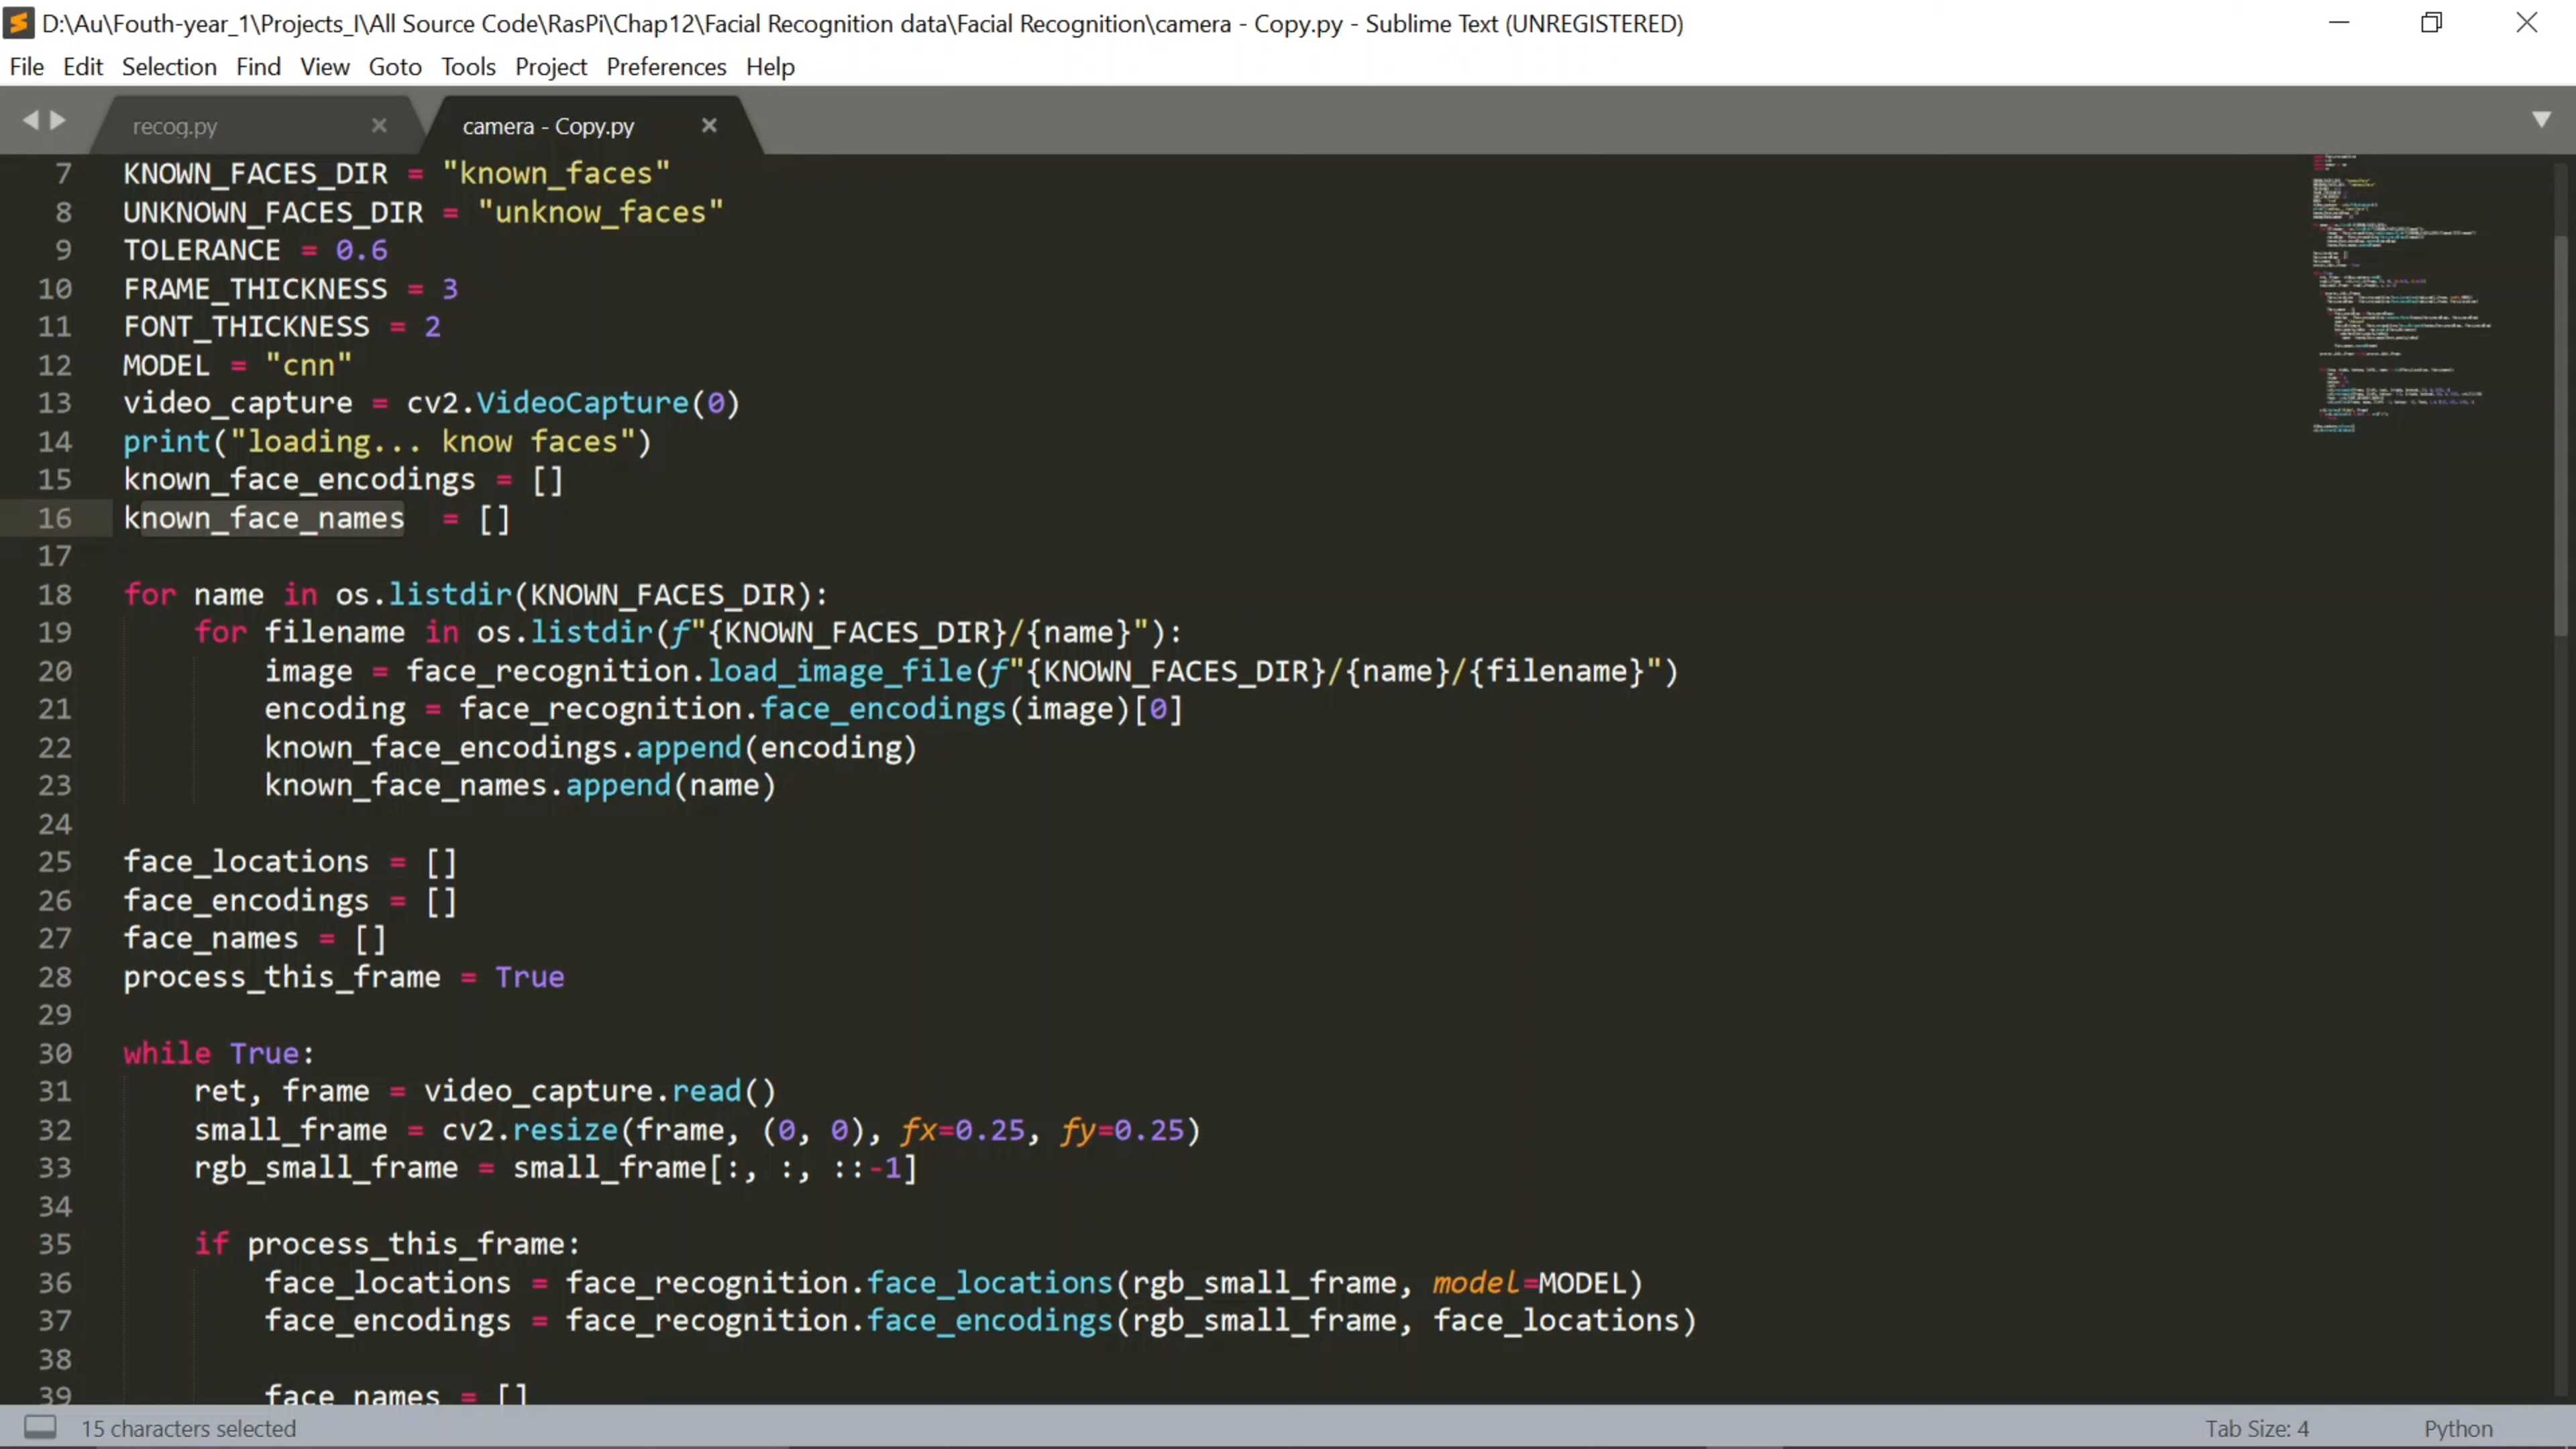 D:\Au\Fouth-year_1\Projects_I\All Source Code\RasPi\Chap12\Facial Recognition data\Facial Recognition\camera - Copy.py - Sublime Text (UNREGISTERED)
File Edit Selection Find View Goto Tools Project Preferences Help
recog.py camera - Copy.py
7 KNOWN_FACES_DIR = "known_faces"
8 UNKNOWN_FACES_DIR = "unknow_faces"
9 TOLERANCE = 0.6
10 FRAME_THICKNESS = 3
11 FONT_THICKNESS = 2
12 MODEL = "cnn"
13 video_capture = cv2.VideoCapture(0)
14 print("loading... know faces")
15 known_face_encodings = []
16 known_face_names  = []
17
18 for name in os.listdir(KNOWN_FACES_DIR):
19     for filename in os.listdir(f"{KNOWN_FACES_DIR}/{name}"):
20         image = face_recognition.load_image_file(f"{KNOWN_FACES_DIR}/{name}/{filename}")
21         encoding = face_recognition.face_encodings(image)[0]
22         known_face_encodings.append(encoding)
23         known_face_names.append(name)
24
25 face_locations = []
26 face_encodings = []
27 face_names = []
28 process_this_frame = True
29
30 while True:
31     ret, frame = video_capture.read()
32     small_frame = cv2.resize(frame, (0, 0), fx=0.25, fy=0.25)
33     rgb_small_frame = small_frame[:, :, ::-1]
34
35     if process_this_frame:
36         face_locations = face_recognition.face_locations(rgb_small_frame, model=MODEL)
37         face_encodings = face_recognition.face_encodings(rgb_small_frame, face_locations)
38
39         face_names = []
15 characters selected Tab Size: 4 Python